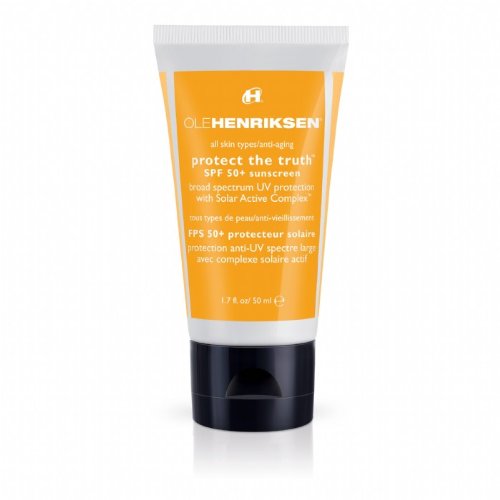 H
OLEHENRIKSEN®
all skin types/anti-aging
protect the truth™
SPF 50+ sunscreen
broad spectrum UV protection
with Solar Active Complex™
tous types de peau/anti-vieillissement
FPS 50+ protecteur solaire
protection anti-UV spectre large
avec complexe solaire actif
1.7 fl. oz/ 50 ml ℮